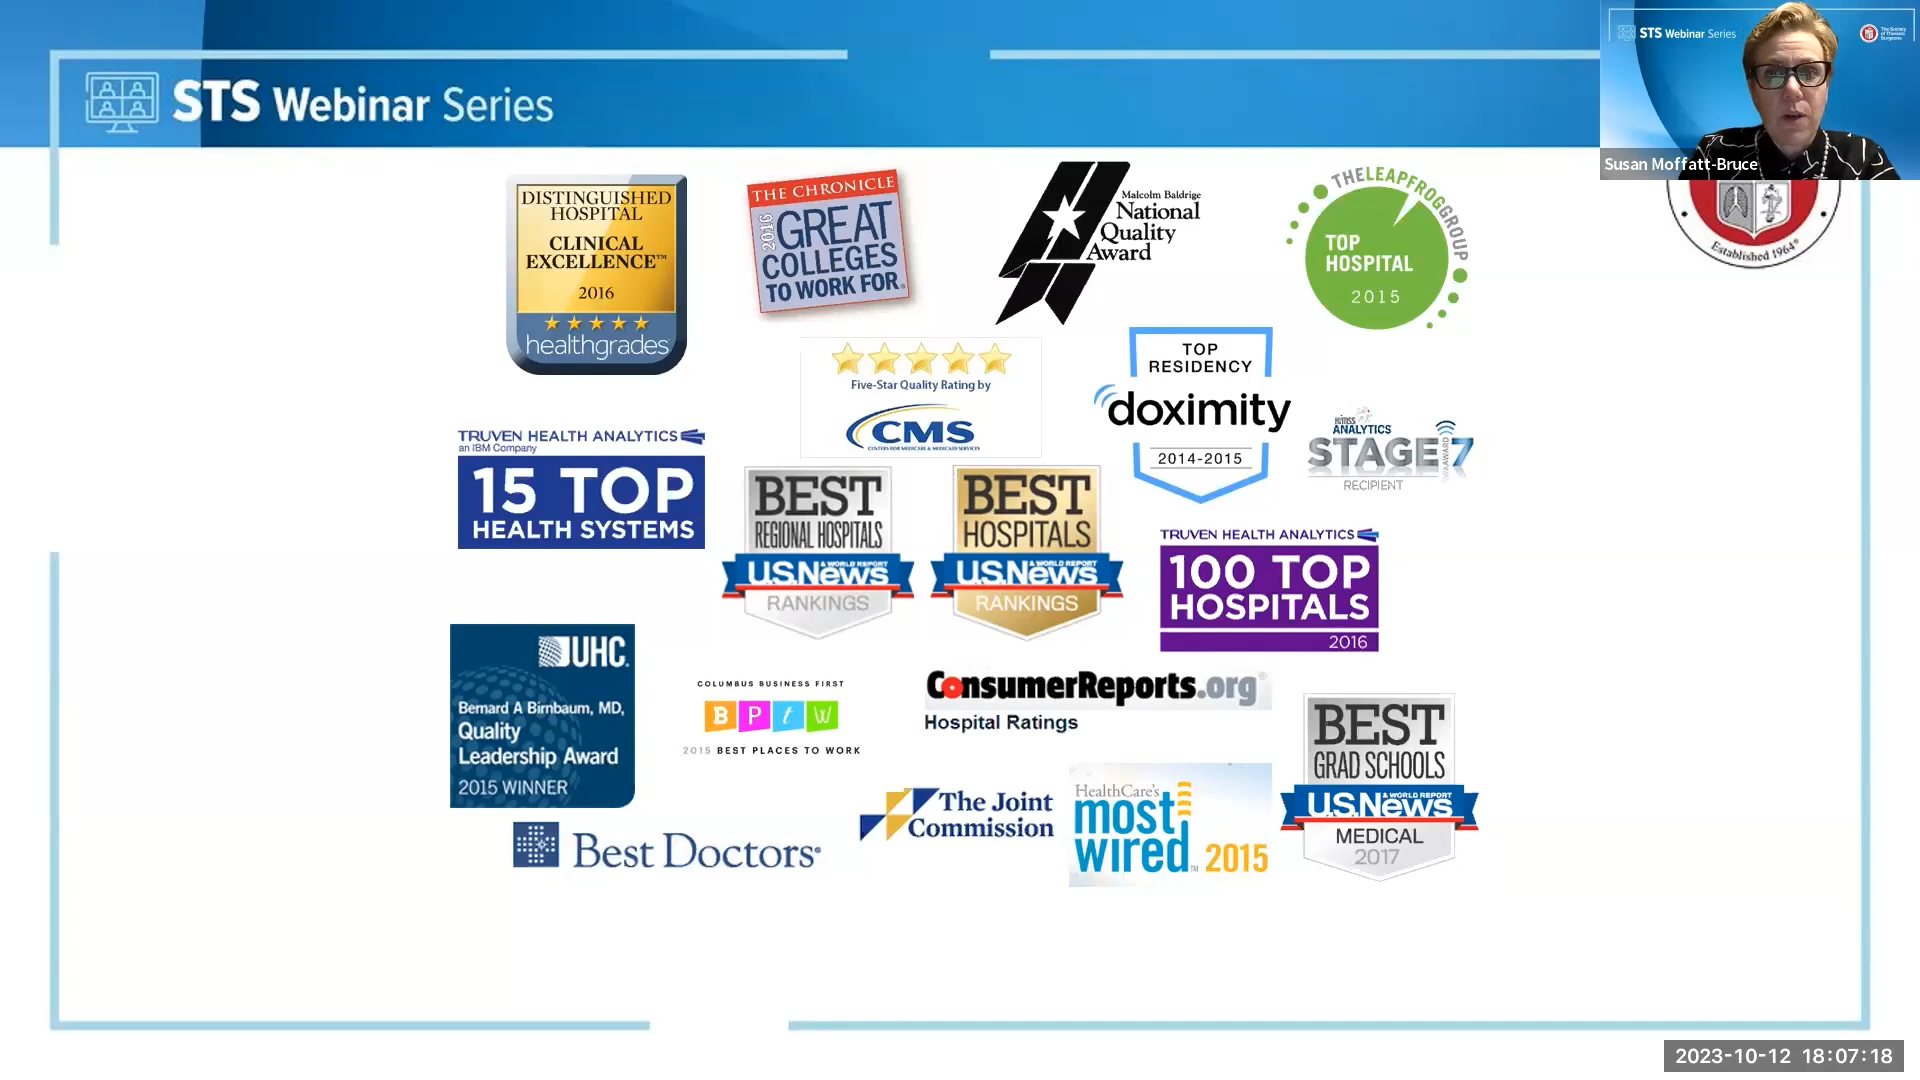 STS Webinar Series
STS Webinar Series
Susan Moffatt-Bruce
Established 1964
DISTINGUISHED
HOSPITAL
CLINICAL
EXCELLENCE™
2016
healthgrades
THE CHRONICLE
2016
GREAT
COLLEGES
TO WORK FOR
Malcolm Baldrige
National
Quality
Award
THE LEAPFROG GROUP
TOP
HOSPITAL
2015
Five-Star Quality Rating by
CMS
CENTERS FOR MEDICARE & MEDICAID SERVICES
TOP
RESIDENCY
doximity
2014-2015
HIMSS
ANALYTICS
STAGE 7
AWARD
RECIPIENT
TRUVEN HEALTH ANALYTICS
an IBM Company
15 TOP
HEALTH SYSTEMS
BEST
REGIONAL HOSPITALS
U.S.News
& WORLD REPORT
RANKINGS
BEST
HOSPITALS
U.S.News
& WORLD REPORT
RANKINGS
TRUVEN HEALTH ANALYTICS
100 TOP
HOSPITALS
2016
UHC
Bernard A Birnbaum, MD,
Quality
Leadership Award
2015 WINNER
COLUMBUS BUSINESS FIRST
B P t W
2015 BEST PLACES TO WORK
ConsumerReports.org®
Hospital Ratings
BEST
GRAD SCHOOLS
U.S.News
& WORLD REPORT
MEDICAL
2017
Best Doctors®
The Joint
Commission
HealthCare's
most
wired™ 2015
2023-10-12 18:07:18